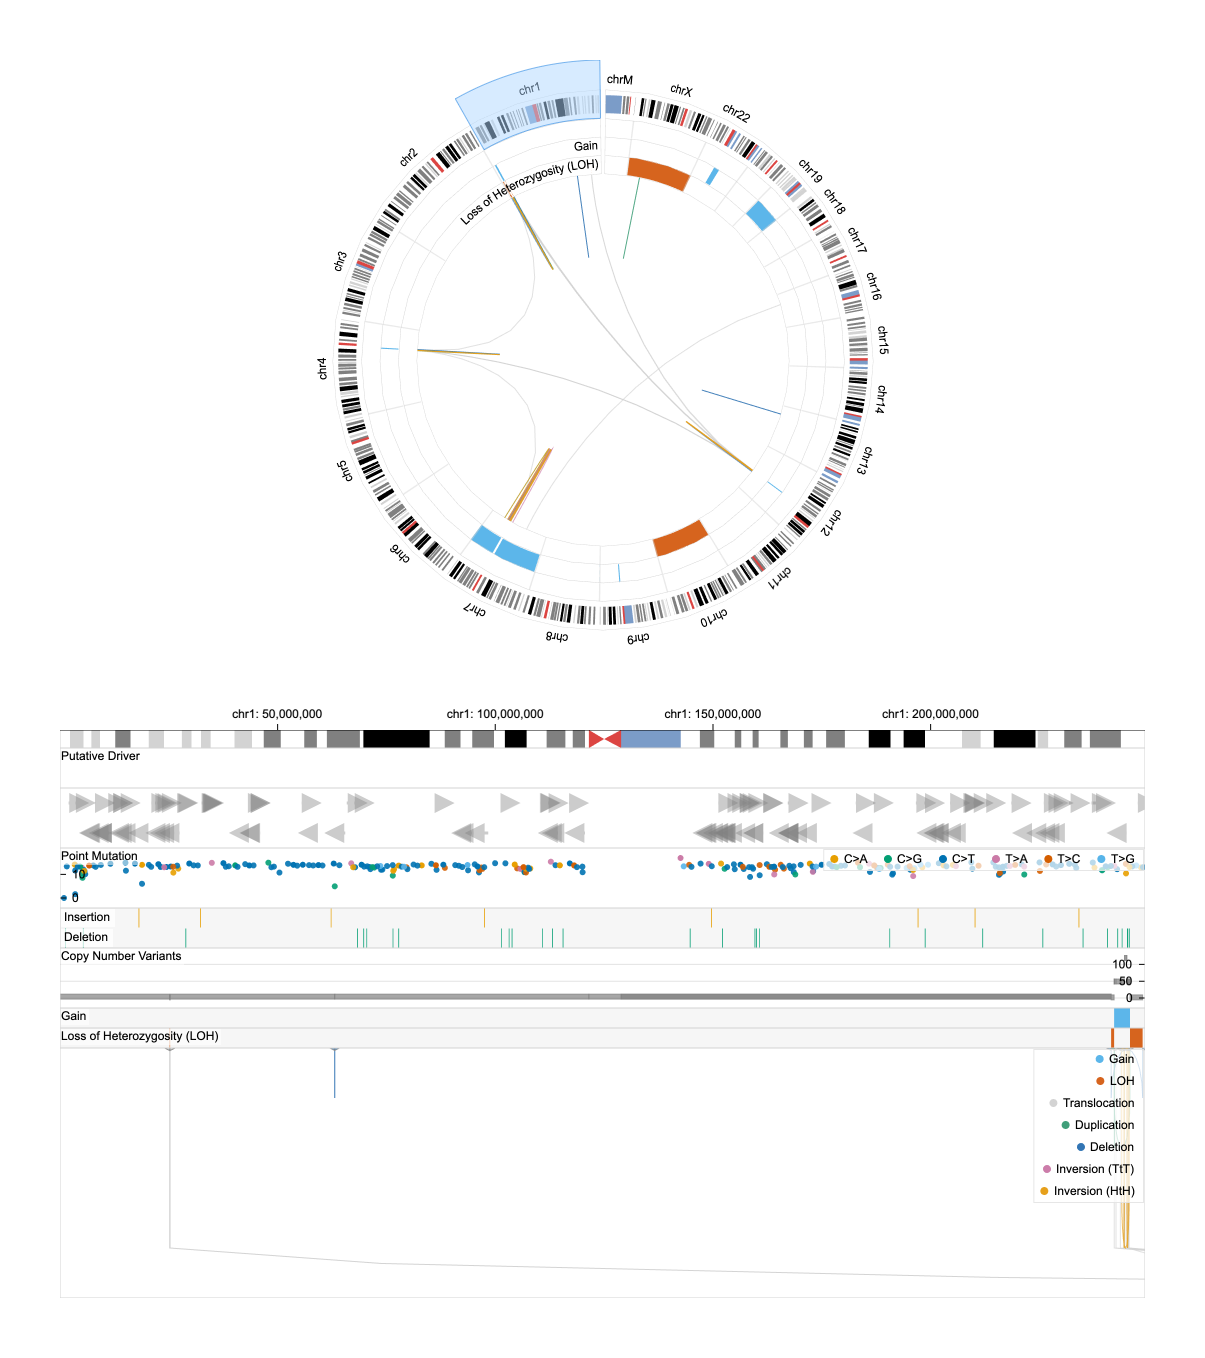 chr1
chrM
chrX
chr22
chr19
chr18
chr17
chr16
chr15
chr14
chr13
chr12
chr11
chr10
chr9
chr8
chr7
chr6
chr5
chr4
chr3
chr2
Gain
Loss of Heterozygosity (LOH)
chr1: 50,000,000
chr1: 100,000,000
chr1: 150,000,000
chr1: 200,000,000
Putative Driver
Point Mutation
C>A
C>G
C>T
T>A
T>C
T>G
10
0
Insertion
Deletion
Copy Number Variants
100
50
0
Gain
Loss of Heterozygosity (LOH)
Gain
LOH
Translocation
Duplication
Deletion
Inversion (TtT)
Inversion (HtH)